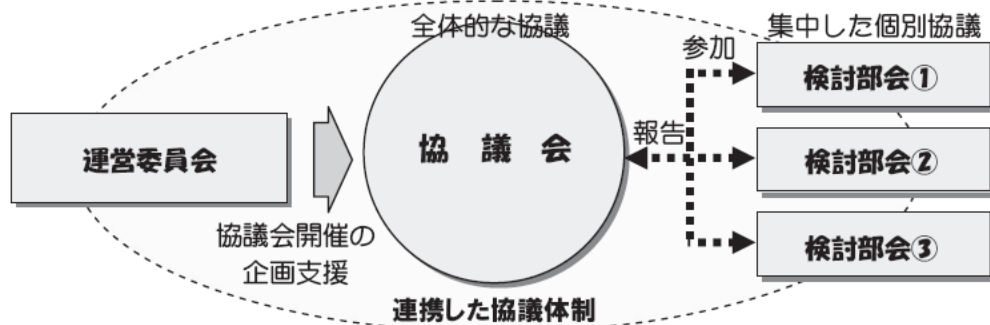 全体的な協議
集中した個別協議
参加
検討部会①
運営委員会
協議会
報告
検討部会②
協議会開催の
企画支援
検討部会③
連携した協議体制